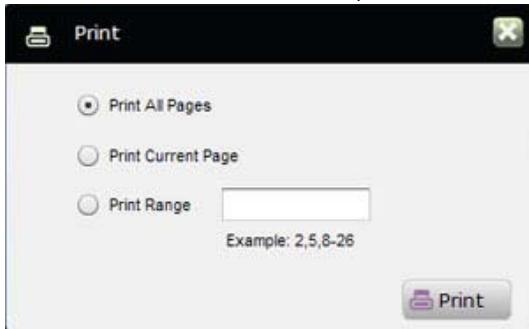 Print
Print All Pages
Print Current Page
Print Range
Example: 2,5,8-26
Print